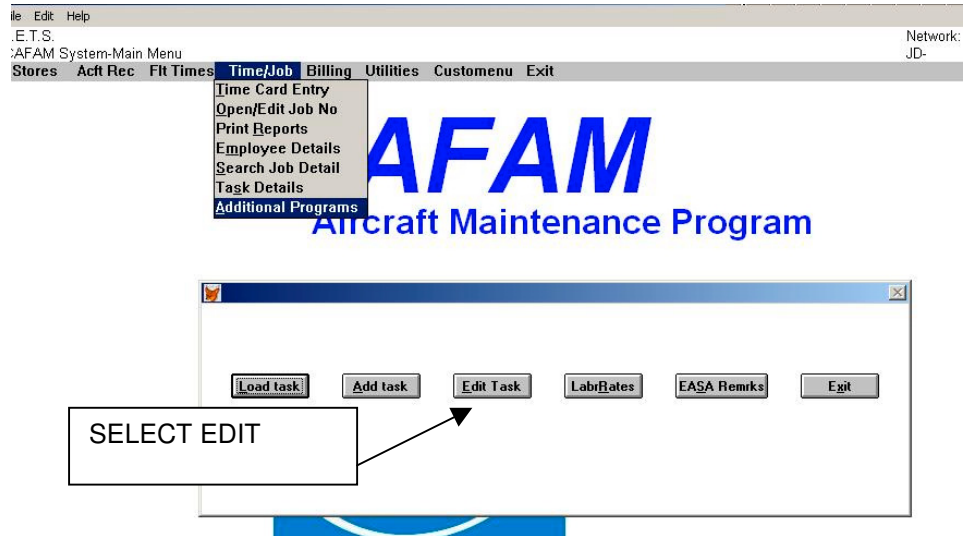 ile Edit Help
.E.T.S. Network:
AFAM System-Main Menu JD-
Stores Acft Rec Flt Times Time/Job Billing Utilities Customenu Exit
Time Card Entry
Open/Edit Job No
Print Reports
Employee Details
Search Job Detail
Task Details
Additional Programs
AFAM
Aircraft Maintenance Program
Load task Add task Edit Task LabrRates EASA Remrks Exit
SELECT EDIT